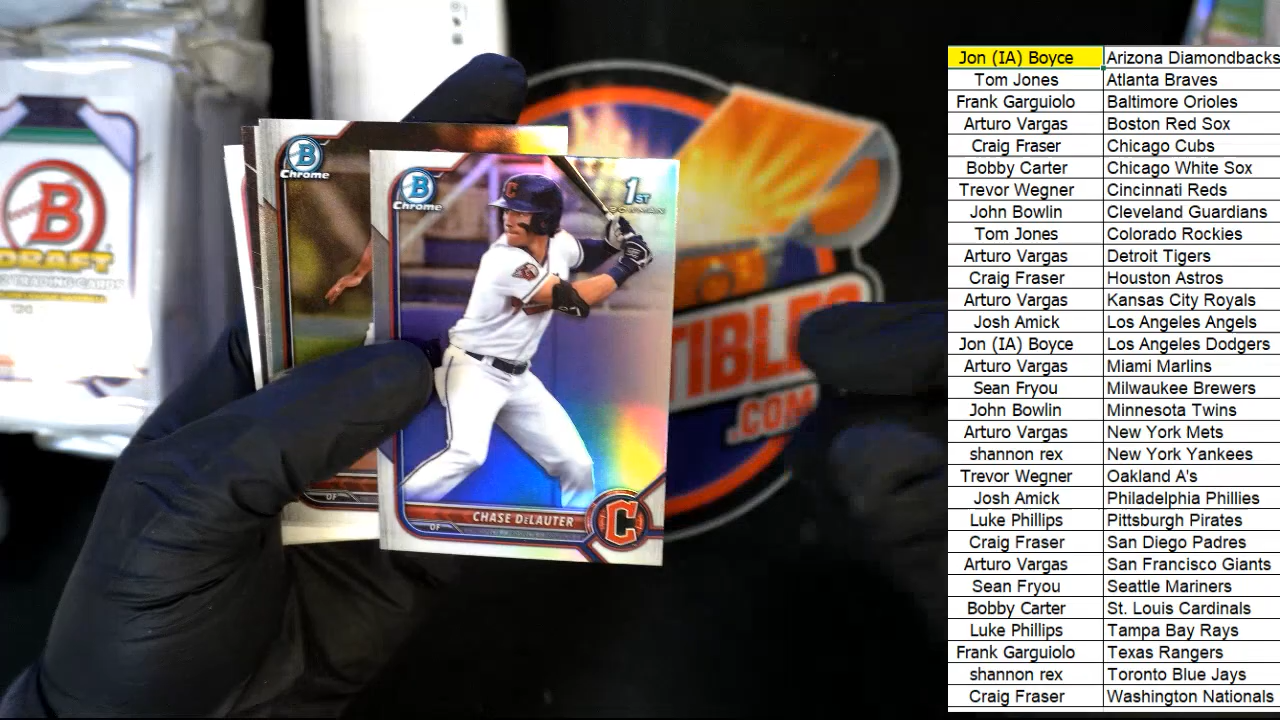 B
DRAFT
TRADING CARDS
B
Chrome
OF
B
Chrome
1ST
BOWMAN
C
CHASE DeLAUTER
OF
C
TIBLES
.COM
Jon (IA) Boyce Arizona Diamondbacks
Tom Jones Atlanta Braves
Frank Garguiolo Baltimore Orioles
Arturo Vargas Boston Red Sox
Craig Fraser Chicago Cubs
Bobby Carter Chicago White Sox
Trevor Wegner Cincinnati Reds
John Bowlin Cleveland Guardians
Tom Jones Colorado Rockies
Arturo Vargas Detroit Tigers
Craig Fraser Houston Astros
Arturo Vargas Kansas City Royals
Josh Amick Los Angeles Angels
Jon (IA) Boyce Los Angeles Dodgers
Arturo Vargas Miami Marlins
Sean Fryou Milwaukee Brewers
John Bowlin Minnesota Twins
Arturo Vargas New York Mets
shannon rex New York Yankees
Trevor Wegner Oakland A's
Josh Amick Philadelphia Phillies
Luke Phillips Pittsburgh Pirates
Craig Fraser San Diego Padres
Arturo Vargas San Francisco Giants
Sean Fryou Seattle Mariners
Bobby Carter St. Louis Cardinals
Luke Phillips Tampa Bay Rays
Frank Garguiolo Texas Rangers
shannon rex Toronto Blue Jays
Craig Fraser Washington Nationals